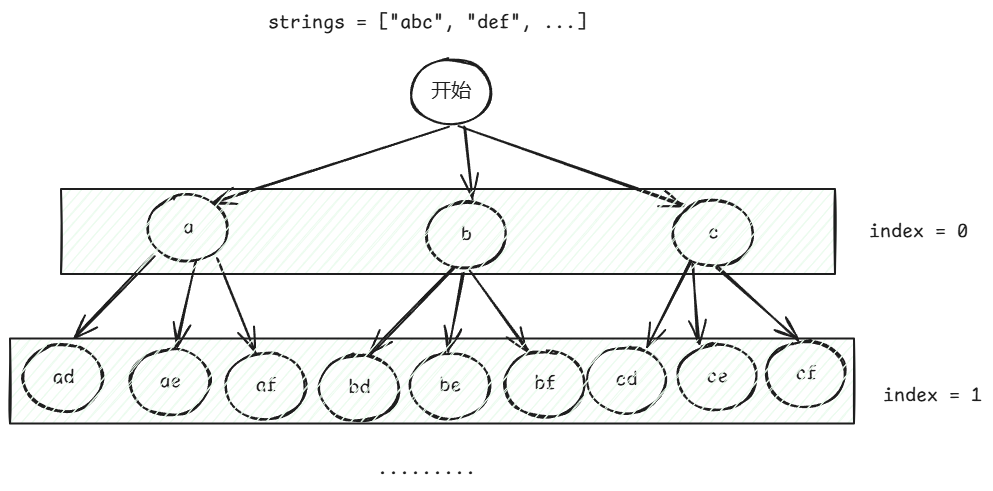 strings = ["abc", "def", ...]
开始
a
b
c
index = 0
ad
ae
af
bd
be
bf
cd
ce
cf
index = 1
.........